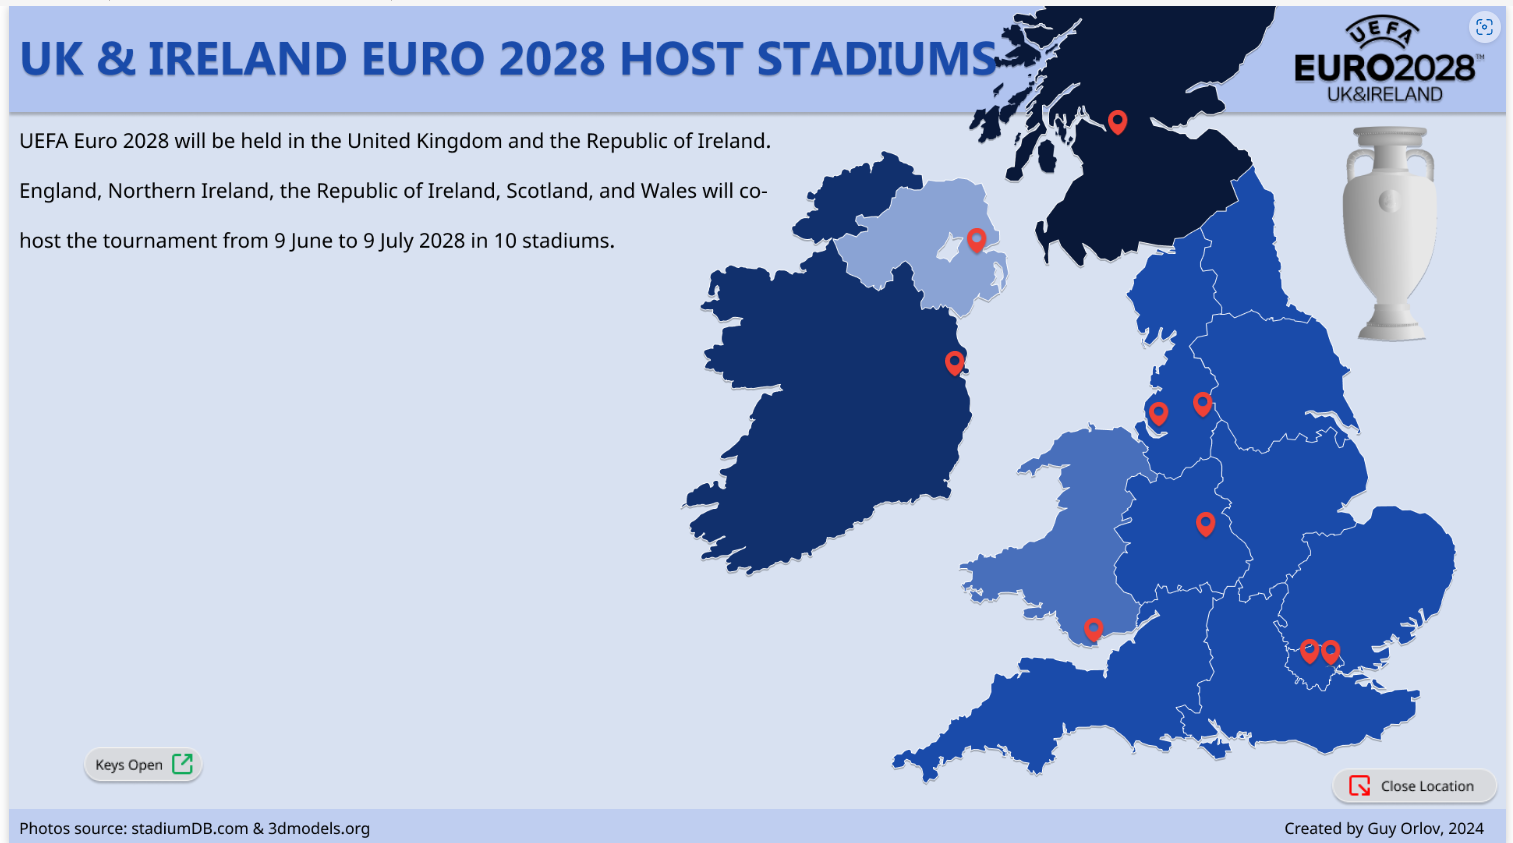 UK & IRELAND EURO 2028 HOST STADIUMS
UEFA
EURO2028™
UK&IRELAND
UEFA Euro 2028 will be held in the United Kingdom and the Republic of Ireland.
England, Northern Ireland, the Republic of Ireland, Scotland, and Wales will co-
host the tournament from 9 June to 9 July 2028 in 10 stadiums.
Keys Open
Close Location
Photos source: stadiumDB.com & 3dmodels.org
Created by Guy Orlov, 2024